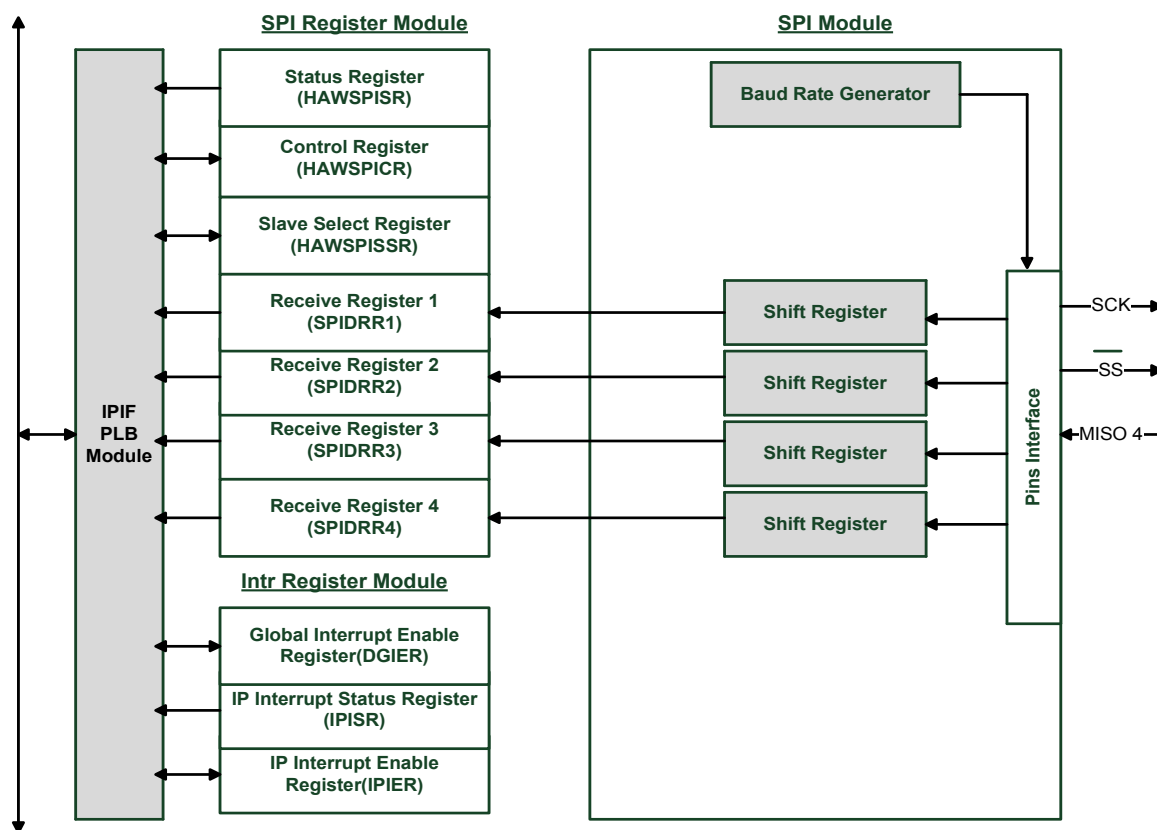 SPI Register Module
SPI Module
Status Register
(HAWSPISR)
Control Register
(HAWSPICR)
Slave Select Register
(HAWSPISSR)
Receive Register 1
(SPIDRR1)
Receive Register 2
(SPIDRR2)
Receive Register 3
(SPIDRR3)
Receive Register 4
(SPIDRR4)
IPIF
PLB
Module
Intr Register Module
Global Interrupt Enable
Register(DGIER)
IP Interrupt Status Register
(IPISR)
IP Interrupt Enable
Register(IPIER)
Baud Rate Generator
Shift Register
Shift Register
Shift Register
Shift Register
Pins Interface
SCK
SS
MISO 4